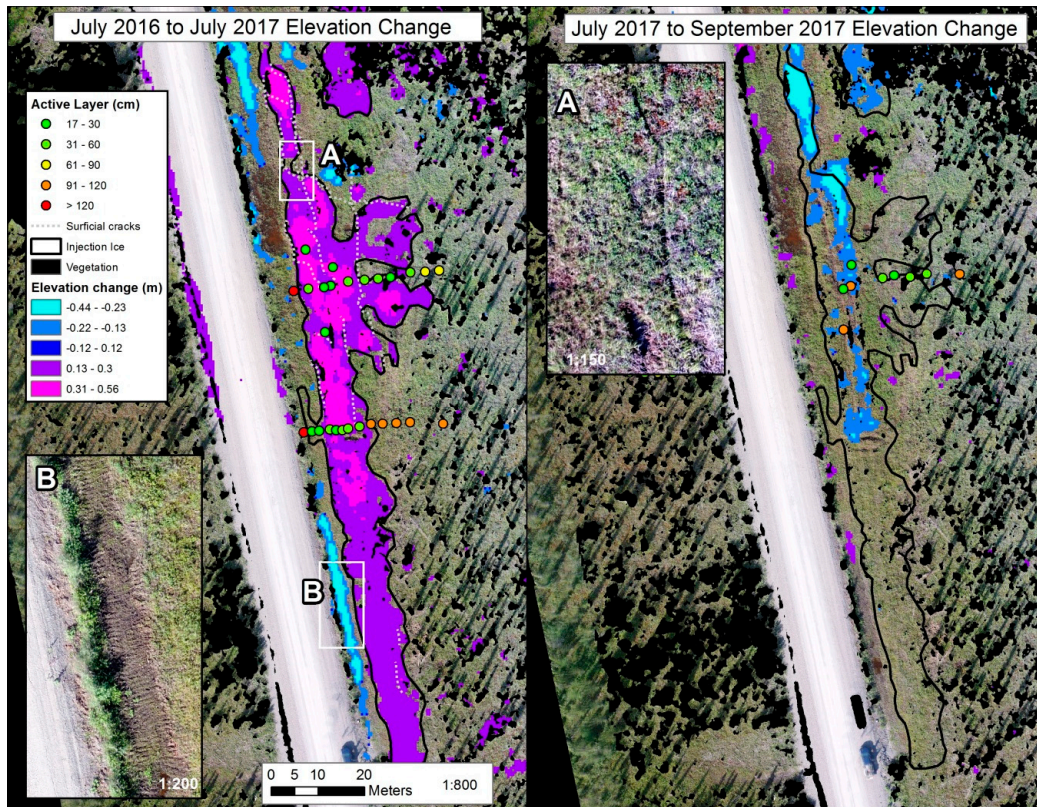 July 2016 to July 2017 Elevation Change
July 2017 to September 2017 Elevation Change
Active Layer (cm)
17 - 30
31 - 60
61 - 90
91 - 120
> 120
Surficial cracks
Injection Ice
Vegetation
Elevation change (m)
-0.44 - -0.23
-0.22 - -0.13
-0.12 - 0.12
0.13 - 0.3
0.31 - 0.56
A
B
B
1:200
0 5 10 20
Meters
1:800
A
1:150